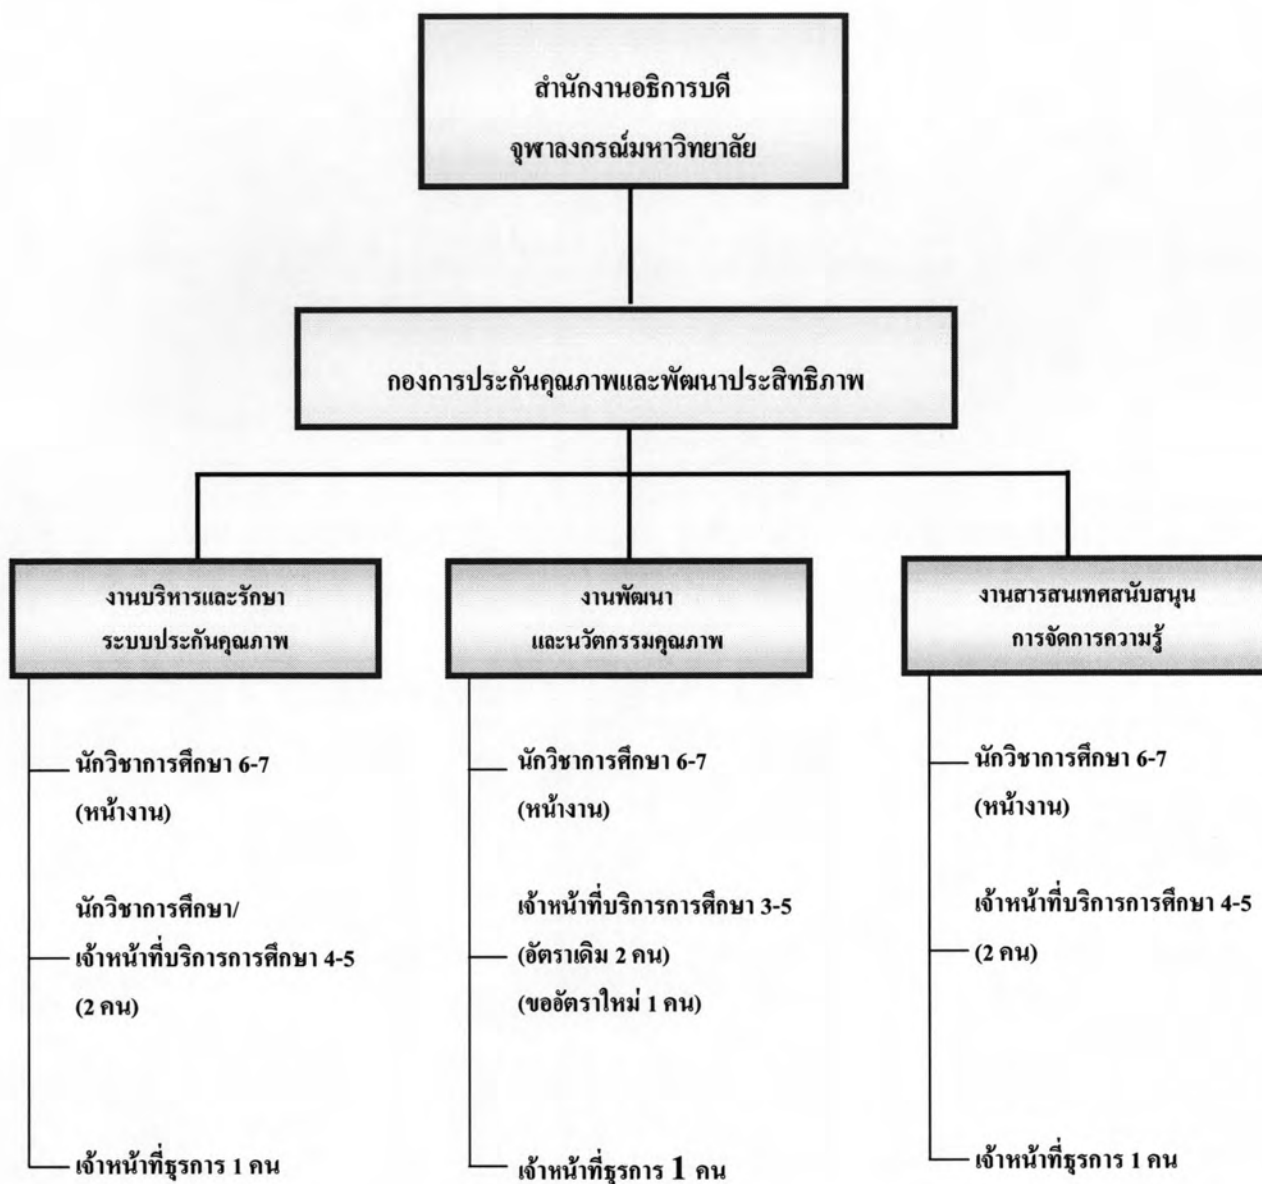 สำนักงานอธิการบดี
จุฬาลงกรณ์มหาวิทยาลัย
กองการประกันคุณภาพและพัฒนาประสิทธิภาพ
งานบริหารและรักษา
ระบบประกันคุณภาพ
นักวิชาการศึกษา 6-7
(หน้างาน)
นักวิชาการศึกษา/
เจ้าหน้าที่บริการการศึกษา 4-5
(2 คน)
เจ้าหน้าที่ธุรการ 1 คน
งานพัฒนา
และนวัตกรรมคุณภาพ
นักวิชาการศึกษา 6-7
(หน้างาน)
เจ้าหน้าที่บริการการศึกษา 3-5
(อัตราเดิม 2 คน)
(ขออัตราใหม่ 1 คน)
เจ้าหน้าที่ธุรการ 1 คน
งานสารสนเทศสนับสนุน
การจัดการความรู้
นักวิชาการศึกษา 6-7
(หน้างาน)
เจ้าหน้าที่บริการการศึกษา 4-5
(2 คน)
เจ้าหน้าที่ธุรการ 1 คน